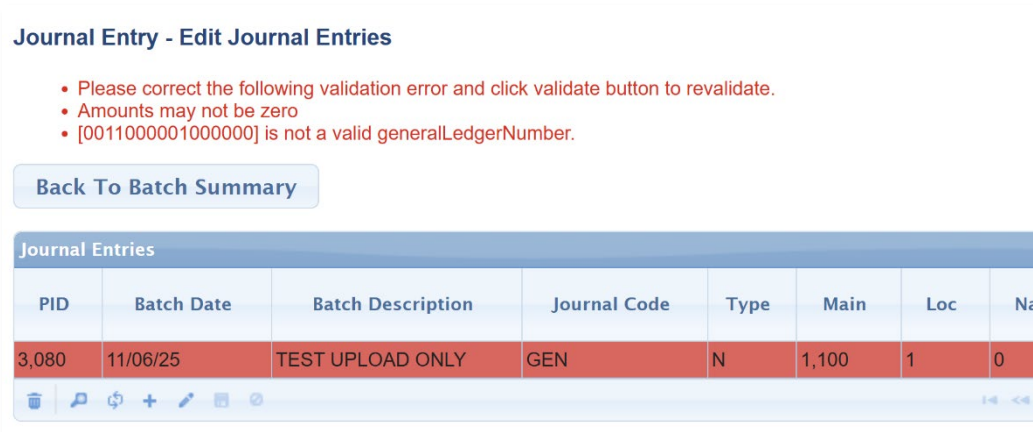 Journal Entry - Edit Journal Entries
• Please correct the following validation error and click validate button to revalidate.
• Amounts may not be zero
• [0011000001000000] is not a valid generalLedgerNumber.
Back To Batch Summary
Journal Entries
PID Batch Date Batch Description Journal Code Type Main Loc Na
3,080 11/06/25 TEST UPLOAD ONLY GEN N 1,100 1 0